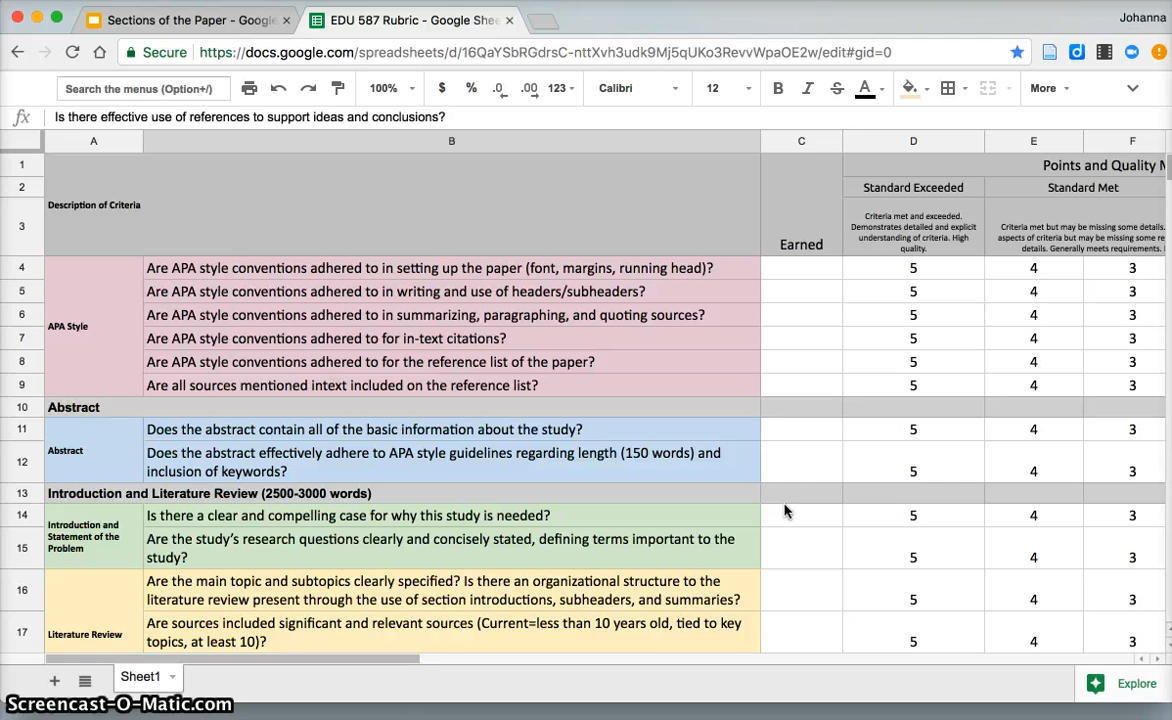 Sections of the Paper - Google
EDU 587 Rubric - Google Shee
Johanna
Secure
https://docs.google.com/spreadsheets/d/16QaYSbRGdrsC-nttXvh3udk9Mj5qUKo3RevvWpaOE2w/edit#gid=0
Search the menus (Option+/)
100%
$ % .0 .00 123
Calibri
12
B I S A
More
fx Is there effective use of references to support ideas and conclusions?
A B C D E F
1 Points and Quality M
2 Standard Exceeded Standard Met
3 Description of Criteria Earned
Criteria met and exceeded.
Demonstrates detailed and explicit
understanding of criteria. High
quality.
Criteria met but may be missing some details.
aspects of criteria but may be missing some re
details. Generally meets requirements.
4 Are APA style conventions adhered to in setting up the paper (font, margins, running head)? 5 4 3
5 Are APA style conventions adhered to in writing and use of headers/subheaders? 5 4 3
6 Are APA style conventions adhered to in summarizing, paragraphing, and quoting sources? 5 4 3
APA Style
7 Are APA style conventions adhered to for in-text citations? 5 4 3
8 Are APA style conventions adhered to for the reference list of the paper? 5 4 3
9 Are all sources mentioned intext included on the reference list? 5 4 3
10 Abstract
11 Does the abstract contain all of the basic information about the study? 5 4 3
Abstract
12 Does the abstract effectively adhere to APA style guidelines regarding length (150 words) and
inclusion of keywords? 5 4 3
13 Introduction and Literature Review (2500-3000 words)
14 Is there a clear and compelling case for why this study is needed? 5 4 3
Introduction and
Statement of the
Problem
15 Are the study's research questions clearly and concisely stated, defining terms important to the
study? 5 4 3
16 Are the main topic and subtopics clearly specified? Is there an organizational structure to the
literature review present through the use of section introductions, subheaders, and summaries? 5 4 3
17 Are sources included significant and relevant sources (Current=less than 10 years old, tied to key
topics, at least 10)? 5 4 3
Literature Review
Sheet1
Explore
Screencast-O-Matic.com